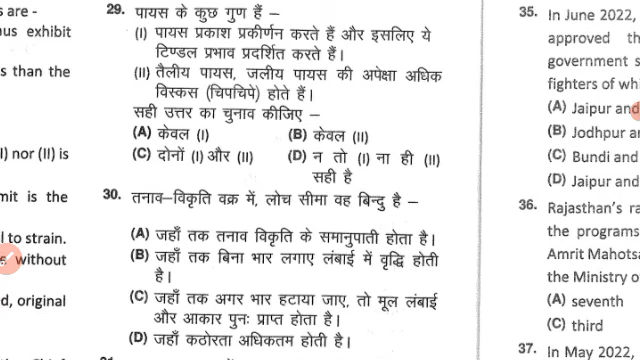 s are -
us exhibit
s than the
I) nor (II) is
mit is the
l to strain.
without
d, original
29. पायस के कुछ गुण हैं –
(I) पायस प्रकाश प्रकीर्णन करते हैं और इसलिए ये
टिण्डल प्रभाव प्रदर्शित करते हैं।
(II) तैलीय पायस, जलीय पायस की अपेक्षा अधिक
विस्कस (चिपचिपे) होते हैं।
सही उत्तर का चुनाव कीजिए –
(A) केवल (I) (B) केवल (II)
(C) दोनों (I) और (II) (D) न तो (I) ना ही (II)
सही है
30. तनाव–विकृति वक्र में, लोच सीमा वह बिन्दु है –
(A) जहाँ तक तनाव विकृति के समानुपाती होता है।
(B) जहाँ तक बिना भार लगाए लंबाई में वृद्धि होती
है।
(C) जहाँ तक अगर भार हटाया जाए, तो मूल लंबाई
और आकार पुनः प्राप्त होता है।
(D) जहाँ कठोरता अधिकतम होती है।
35. In June 2022,
approved th
government s
fighters of wh
(A) Jaipur and
(B) Jodhpur a
(C) Bundi and
(D) Jaipur and
36. Rajasthan's ra
the programs
Amrit Mahots
the Ministry o
(A) seventh
(C) third
37. In May 2022,